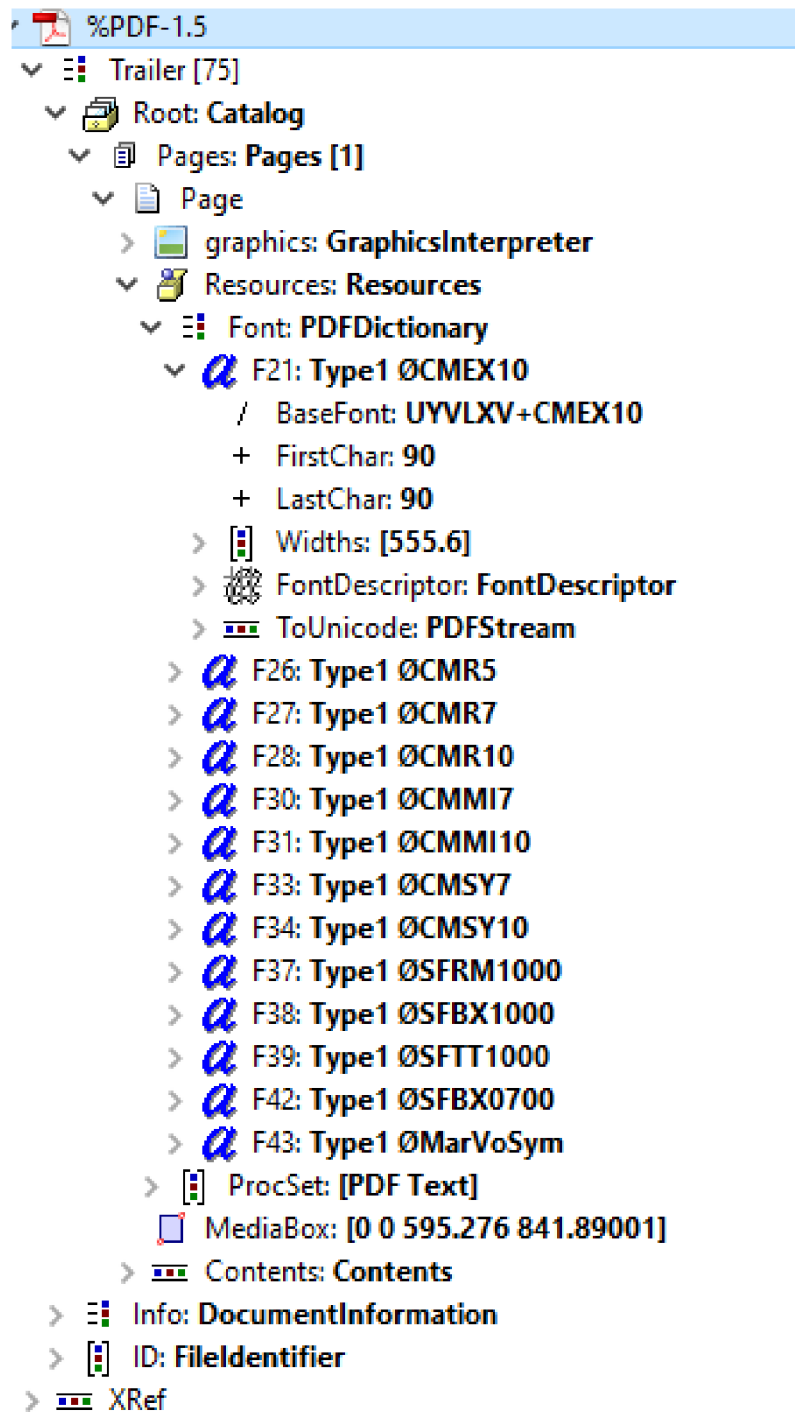 %PDF-1.5
Trailer [75]
Root: Catalog
Pages: Pages [1]
Page
graphics: GraphicsInterpreter
Resources: Resources
Font: PDFDictionary
F21: Type1 ØCMEX10
/ BaseFont: UYVLXV+CMEX10
+ FirstChar: 90
+ LastChar: 90
Widths: [555.6]
FontDescriptor: FontDescriptor
ToUnicode: PDFStream
F26: Type1 ØCMR5
F27: Type1 ØCMR7
F28: Type1 ØCMR10
F30: Type1 ØCMMI7
F31: Type1 ØCMMI10
F33: Type1 ØCMSY7
F34: Type1 ØCMSY10
F37: Type1 ØSFRM1000
F38: Type1 ØSFBX1000
F39: Type1 ØSFTT1000
F42: Type1 ØSFBX0700
F43: Type1 ØMarVoSym
ProcSet: [PDF Text]
MediaBox: [0 0 595.276 841.89001]
Contents: Contents
Info: DocumentInformation
ID: FileIdentifier
XRef